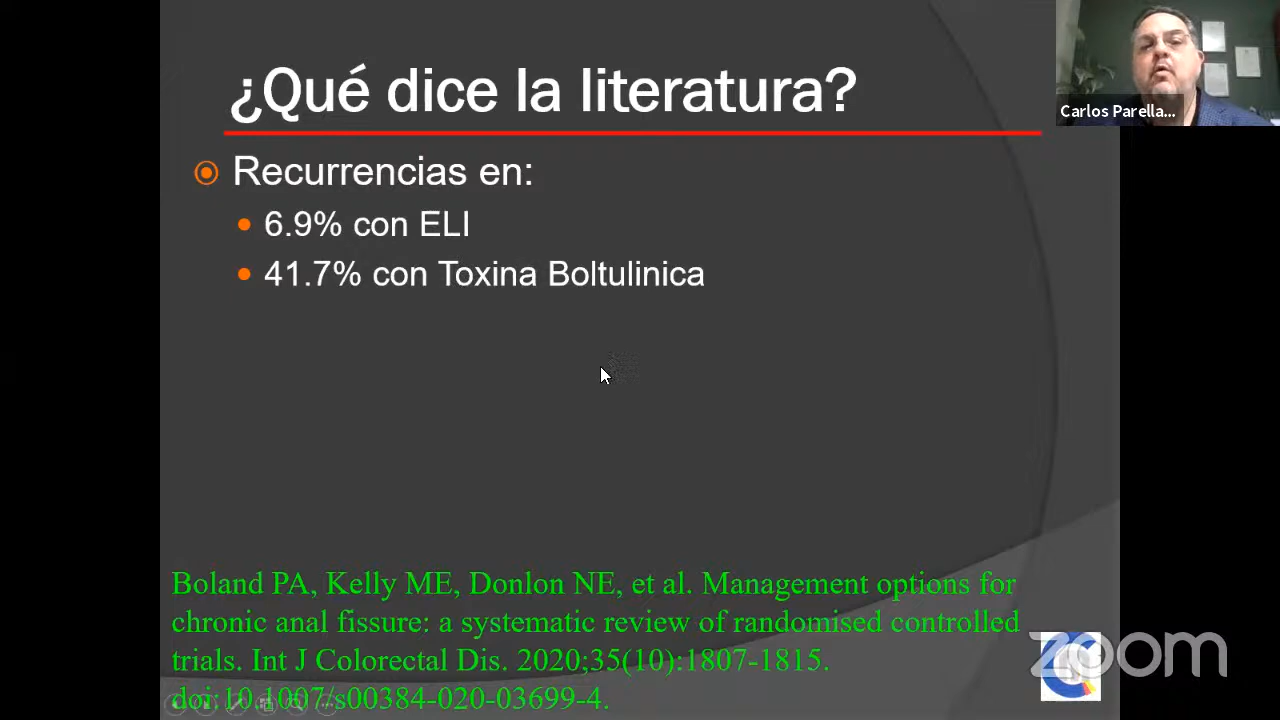 ¿Qué dice la literatura?
Carlos Parella...
Recurrencias en:
6.9% con ELI
41.7% con Toxina Boltulinica
Boland PA, Kelly ME, Donlon NE, et al. Management options for
chronic anal fissure: a systematic review of randomised controlled
trials. Int J Colorectal Dis. 2020;35(10):1807-1815.
doi:10.1007/s00384-020-03699-4.
zoom